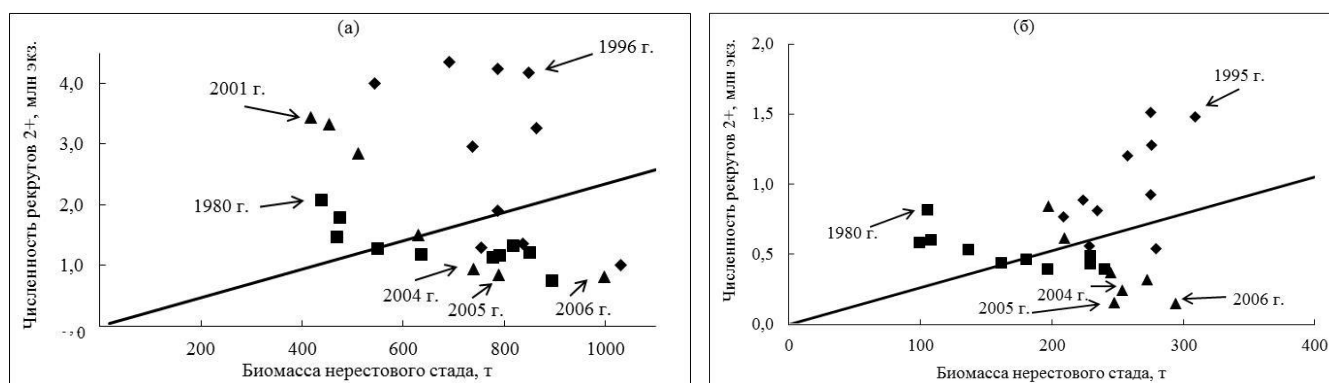 (а)
Численность рекрутов 2+, млн экз.
4,0
3,0
2,0
1,0
-,0
200
400
600
800
1000
Биомасса нерестового стада, т
1996 г.
2001 г.
1980 г.
2004 г.
2005 г.
2006 г.
(б)
Численность рекрутов 2+, млн экз.
2,0
1,5
1,0
0,5
0,0
0
100
200
300
400
Биомасса нерестового стада, т
1995 г.
1980 г.
2004 г.
2005 г.
2006 г.